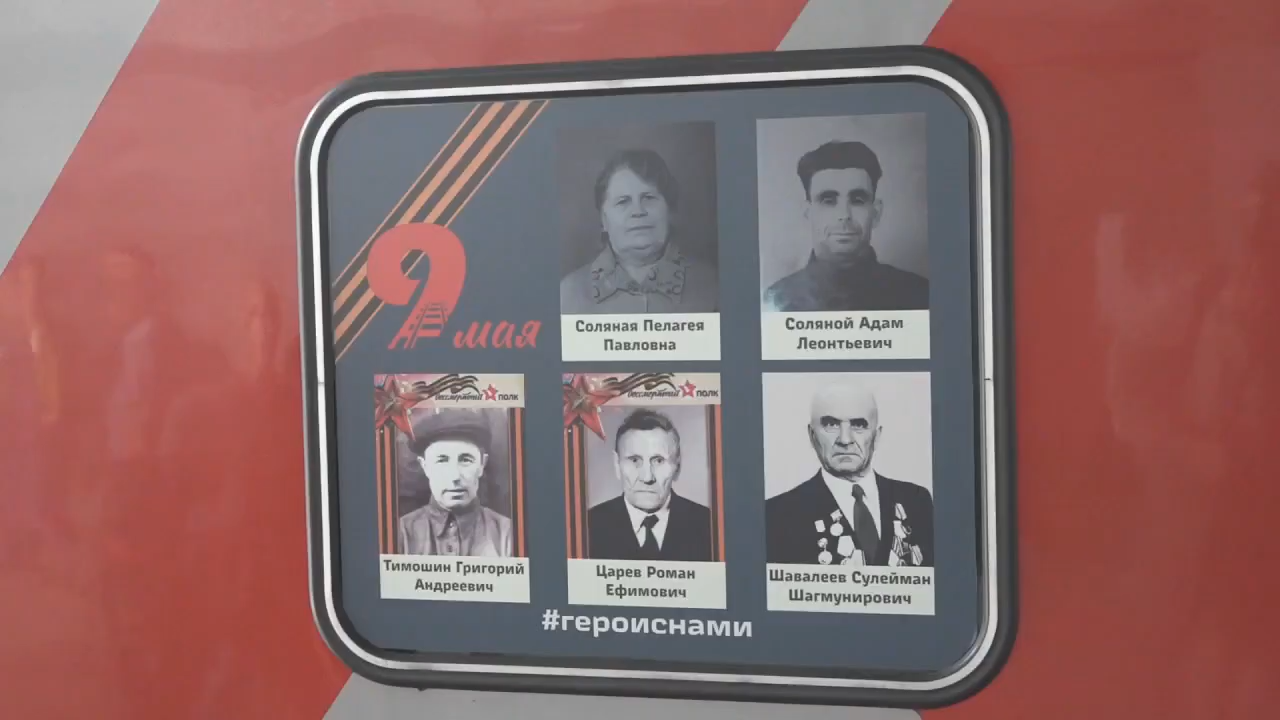 9 мая
Соляная Пелагея
Павловна
Соляной Адам
Леонтьевич
бессмертный полк
Тимошин Григорий
Андреевич
бессмертный полк
Царев Роман
Ефимович
Шавалеев Сулейман
Шагмунирович
#героиснами